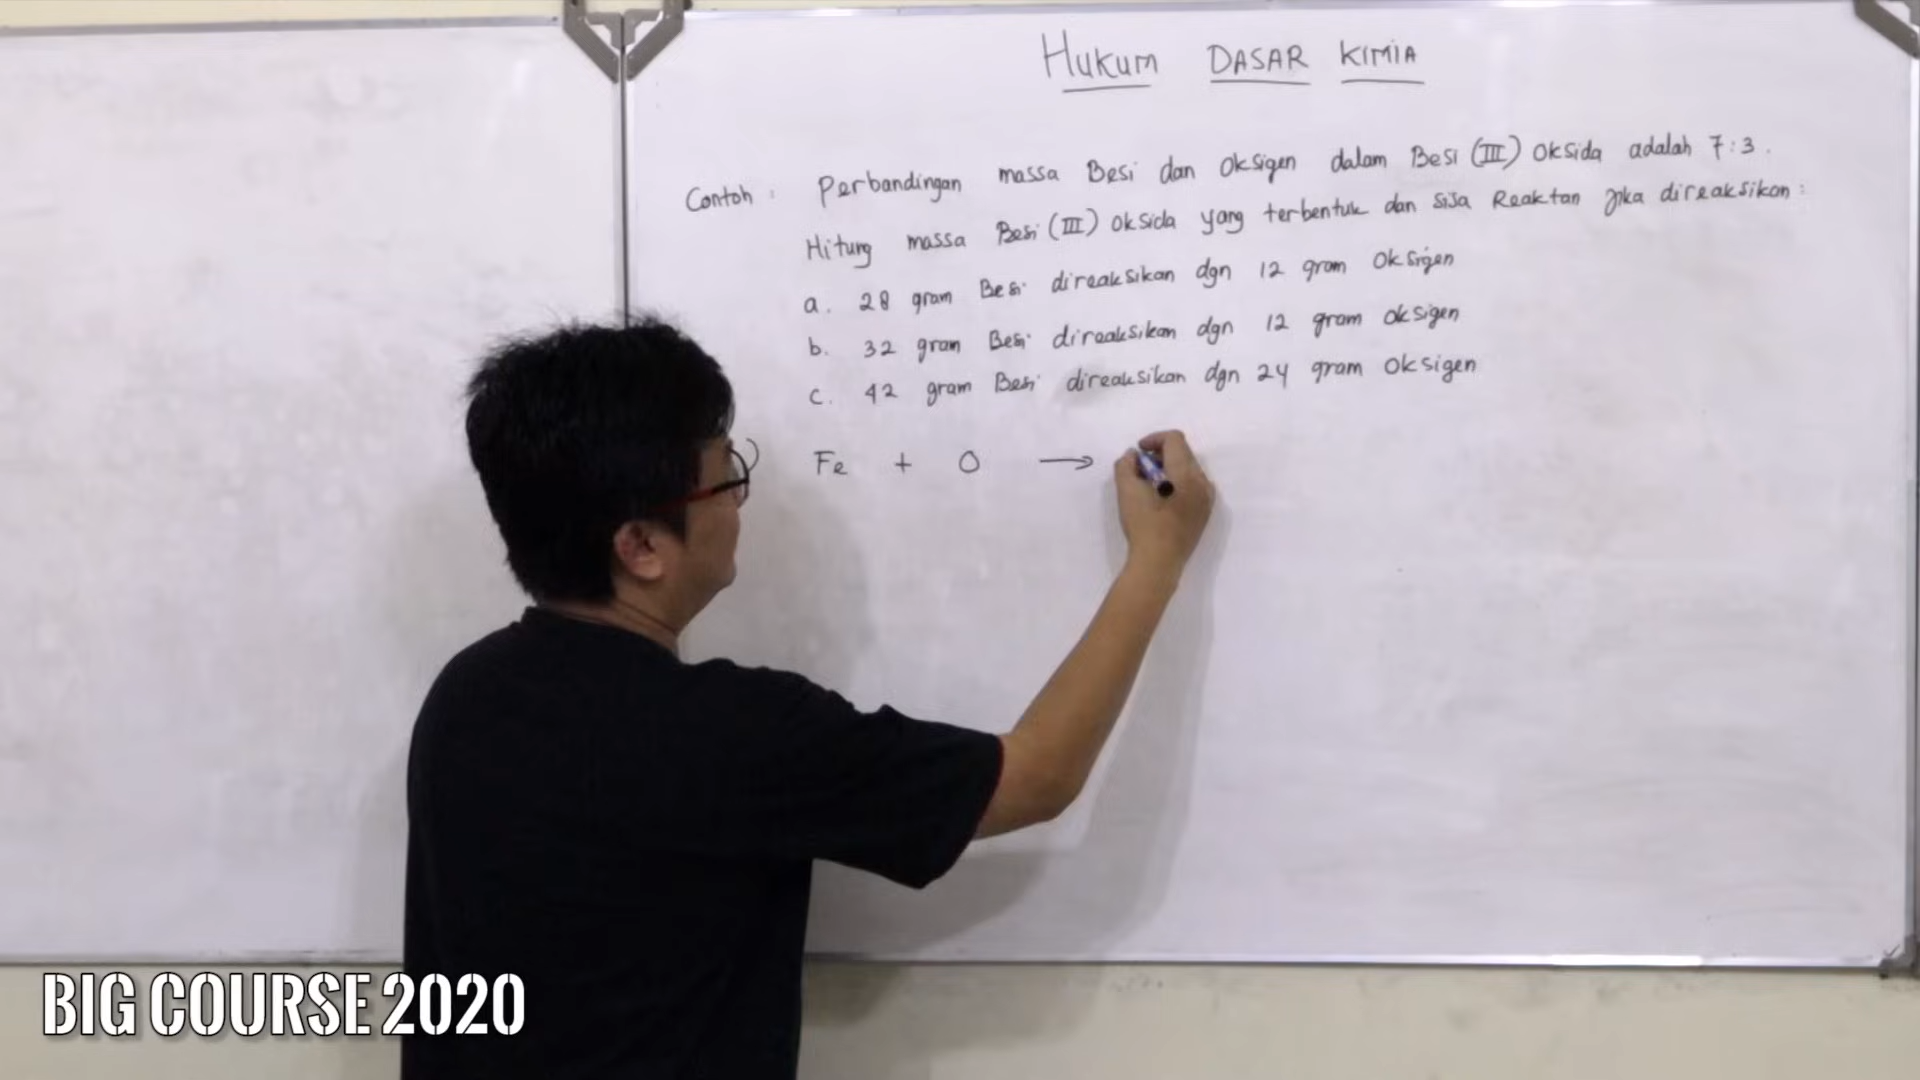 Hukum DASAR KIMIA
Contoh : Perbandingan massa Besi dan Oksigen dalam Besi (III) Oksida adalah 7:3.
Hitung massa Besi (III) Oksida yang terbentuk dan sisa Reaktan jika direaksikan :
a. 28 gram Besi direaksikan dgn 12 gram Oksigen
b. 32 gram Besi direaksikan dgn 12 gram Oksigen
c. 42 gram Besi direaksikan dgn 24 gram Oksigen
) Fe + O →
BIG COURSE 2020